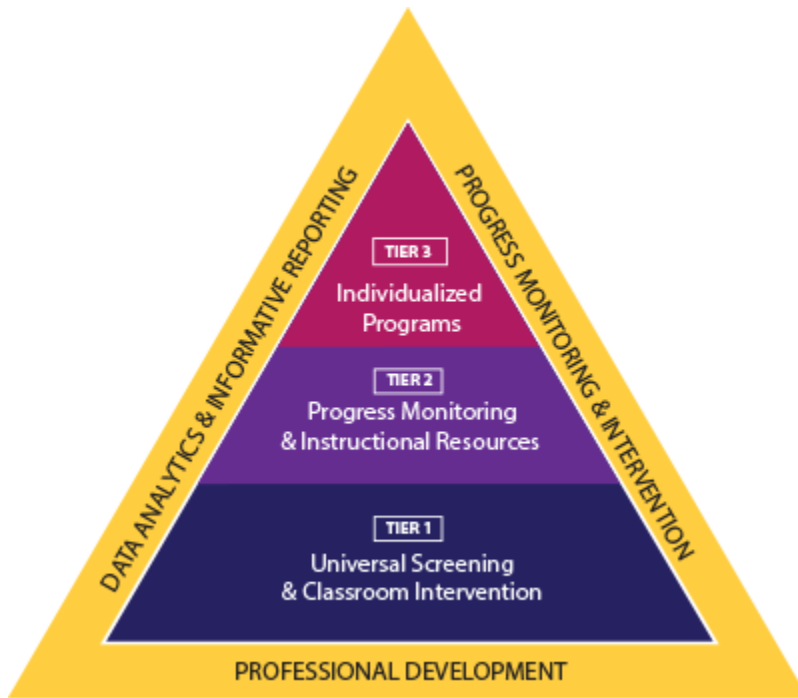 DATA ANALYTICS & INFORMATIVE REPORTING
PROGRESS MONITORING & INTERVENTION
TIER 3
Individualized
Programs
TIER 2
Progress Monitoring
& Instructional Resources
TIER 1
Universal Screening
& Classroom Intervention
PROFESSIONAL DEVELOPMENT